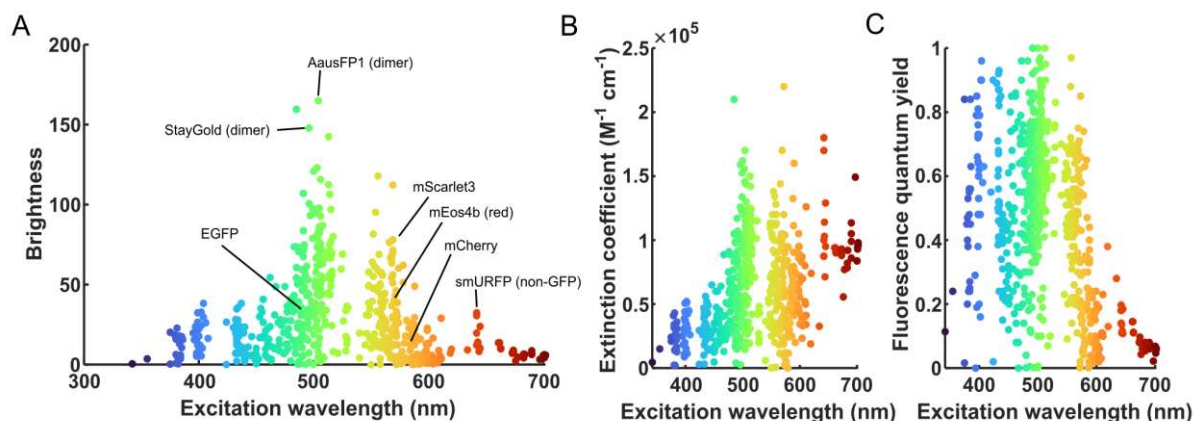 A
200
150
100
50
0
Brightness
AausFP1 (dimer)
StayGold (dimer)
mScarlet3
mEos4b (red)
EGFP
mCherry
smURFP (non-GFP)
300 400 500 600 700
Excitation wavelength (nm)
B
2.5 ×10⁵
2
1.5
1
0.5
0
Extinction coefficient (M⁻¹ cm⁻¹)
400 500 600 700
Excitation wavelength (nm)
C
1
0.8
0.6
0.4
0.2
0
Fluorescence quantum yield
400 500 600 700
Excitation wavelength (nm)